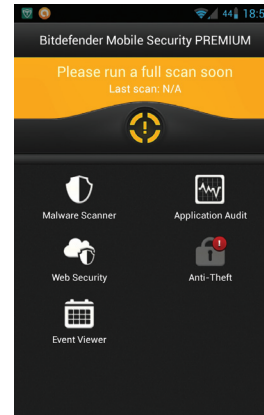 44 18:5
Bitdefender Mobile Security PREMIUM
Please run a full scan soon
Last scan: N/A
Malware Scanner
Application Audit
Web Security
Anti-Theft
Event Viewer